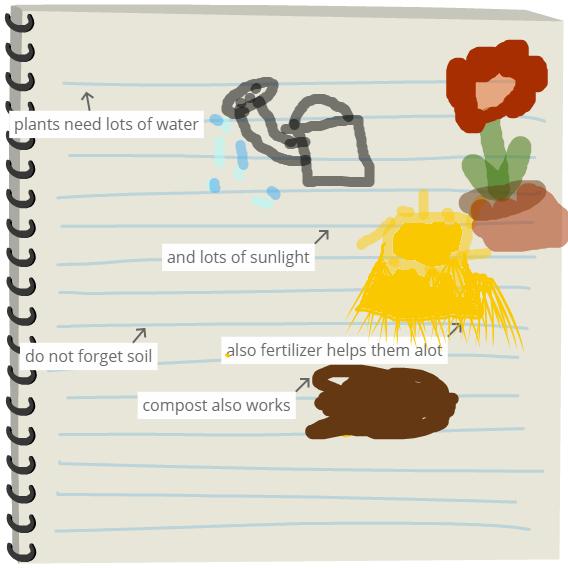 plants need lots of water
and lots of sunlight
do not forget soil
also fertilizer helps them alot
compost also works